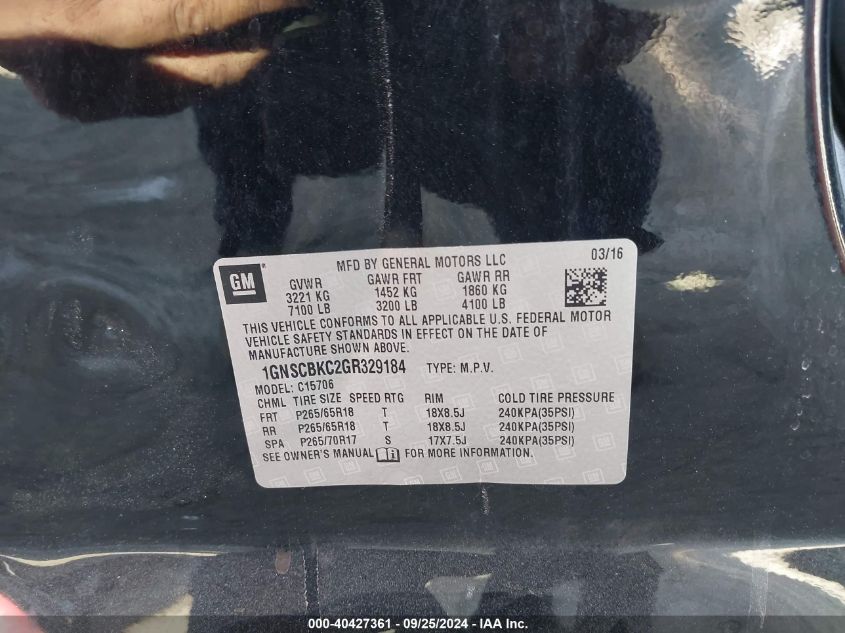 GM
MFD BY GENERAL MOTORS LLC
03/16
GVWR GAWR FRT GAWR RR
3221 KG 1452 KG 1860 KG
7100 LB 3200 LB 4100 LB
THIS VEHICLE CONFORMS TO ALL APPLICABLE U.S. FEDERAL MOTOR
VEHICLE SAFETY STANDARDS IN EFFECT ON THE DATE OF
MANUFACTURE SHOWN ABOVE.
1GNSCBKC2GR329184 TYPE: M.P.V.
MODEL: C15706
CHML TIRE SIZE SPEED RTG RIM COLD TIRE PRESSURE
FRT P265/65R18 T 18X8.5J 240KPA(35PSI)
RR P265/65R18 T 18X8.5J 240KPA(35PSI)
SPA P265/70R17 S 17X7.5J 240KPA(35PSI)
SEE OWNER'S MANUAL FOR MORE INFORMATION.
000-40427361 - 09/25/2024 - IAA Inc.